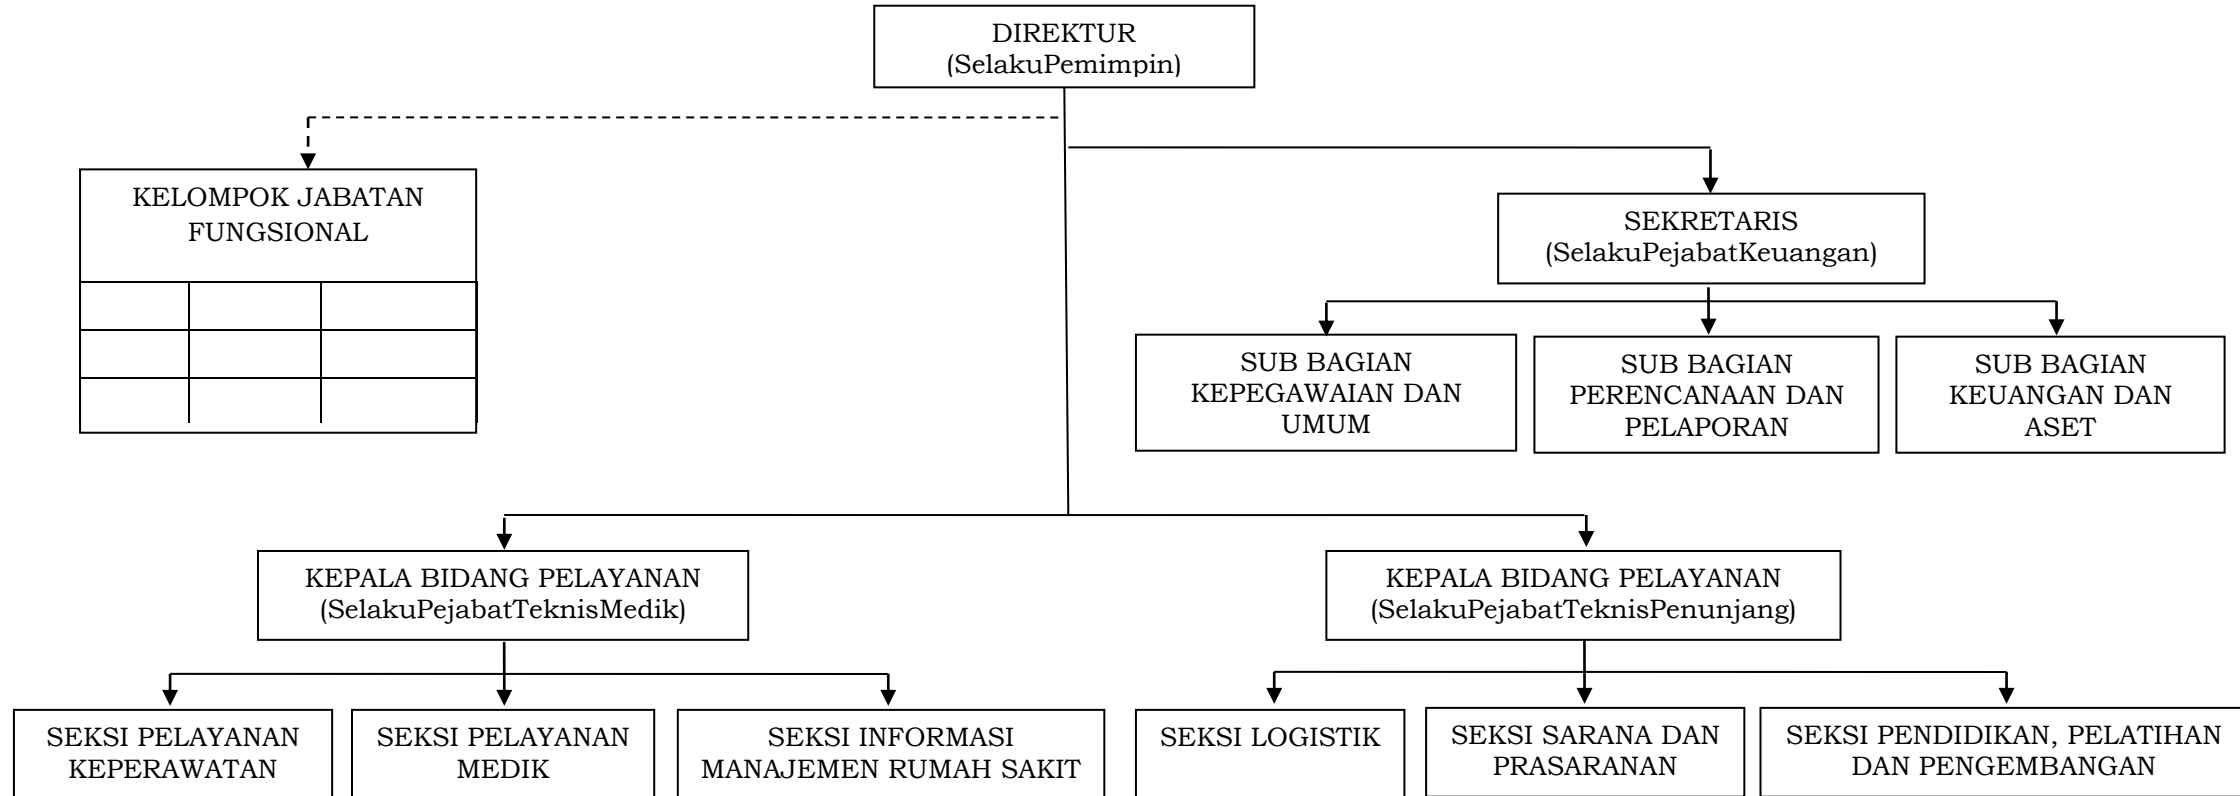 DIREKTUR
(SelakuPemimpin)
KELOMPOK JABATAN
FUNGSIONAL
SEKRETARIS
(SelakuPejabatKeuangan)
SUB BAGIAN
KEPEGAWAIAN DAN
UMUM
SUB BAGIAN
PERENCANAAN DAN
PELAPORAN
SUB BAGIAN
KEUANGAN DAN
ASET
KEPALA BIDANG PELAYANAN
(SelakuPejabatTeknisMedik)
KEPALA BIDANG PELAYANAN
(SelakuPejabatTeknisPenunjang)
SEKSI PELAYANAN
KEPERAWATAN
SEKSI PELAYANAN
MEDIK
SEKSI INFORMASI
MANAJEMEN RUMAH SAKIT
SEKSI LOGISTIK
SEKSI SARANA DAN
PRASARANAN
SEKSI PENDIDIKAN, PELATIHAN
DAN PENGEMBANGAN